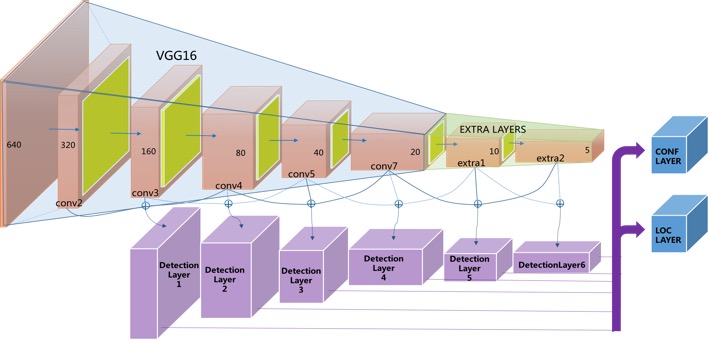 VGG16
EXTRA LAYERS
640
320
160
80
40
20
10
5
conv2
conv3
conv4
conv5
conv7
extra1
extra2
CONF
LAYER
LOC
LAYER
Detection
Layer
1
Detection
Layer
2
Detection
Layer
3
Detection
Layer
4
Detection
Layer
5
DetectionLayer6